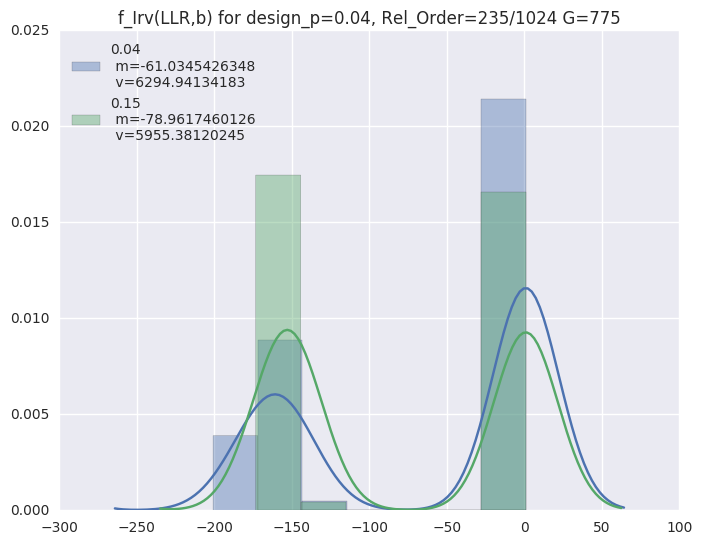 f_Irv(LLR,b) for design_p=0.04, Rel_Order=235/1024 G=775
0.04
m=-61.0345426348
v=6294.94134183
0.15
m=-78.9617460126
v=5955.38120245
0.025
0.020
0.015
0.010
0.005
0.000
−300 −250 −200 −150 −100 −50 0 50 100